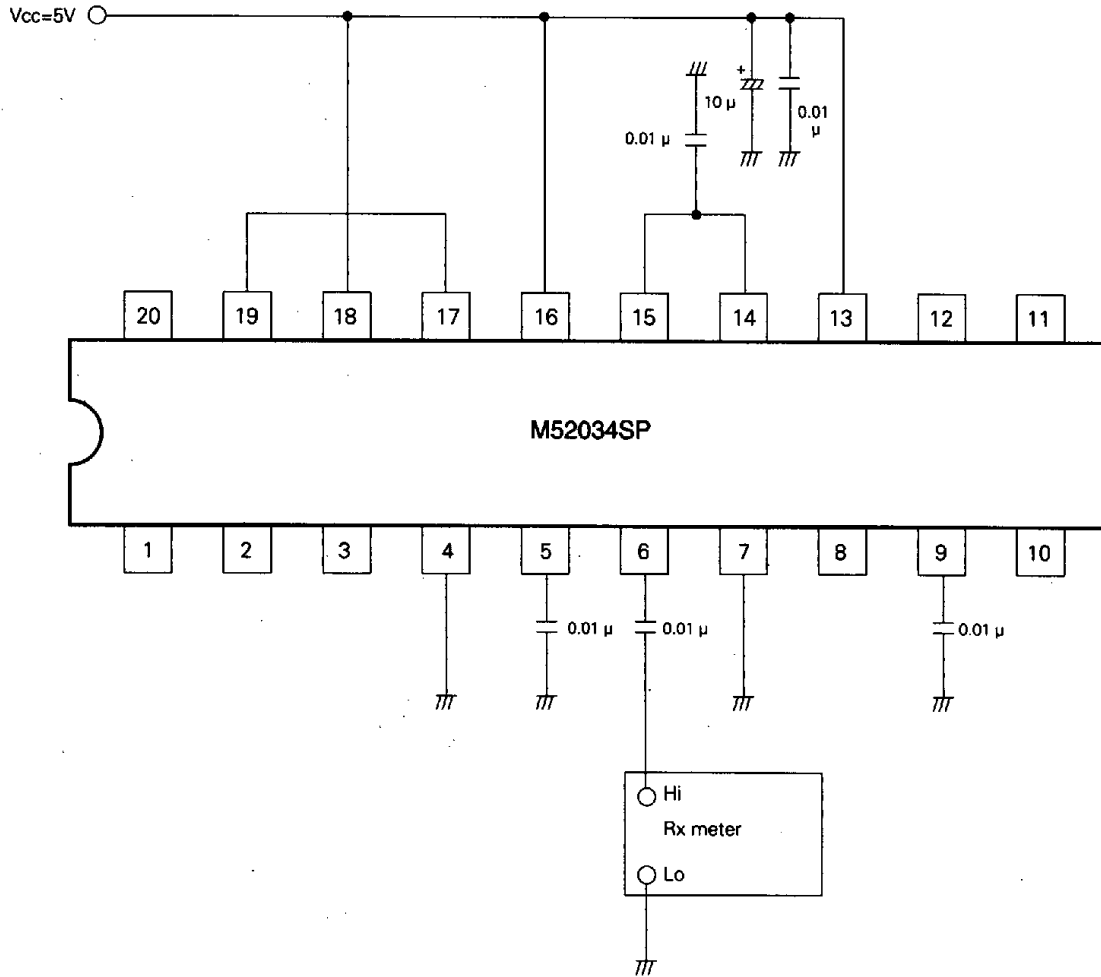 Vcc=5V
+
10 µ
0.01
µ
0.01 µ
20 19 18 17 16 15 14 13 12 11
M52034SP
1 2 3 4 5 6 7 8 9 10
0.01 µ 0.01 µ 0.01 µ
Hi
Rx meter
Lo